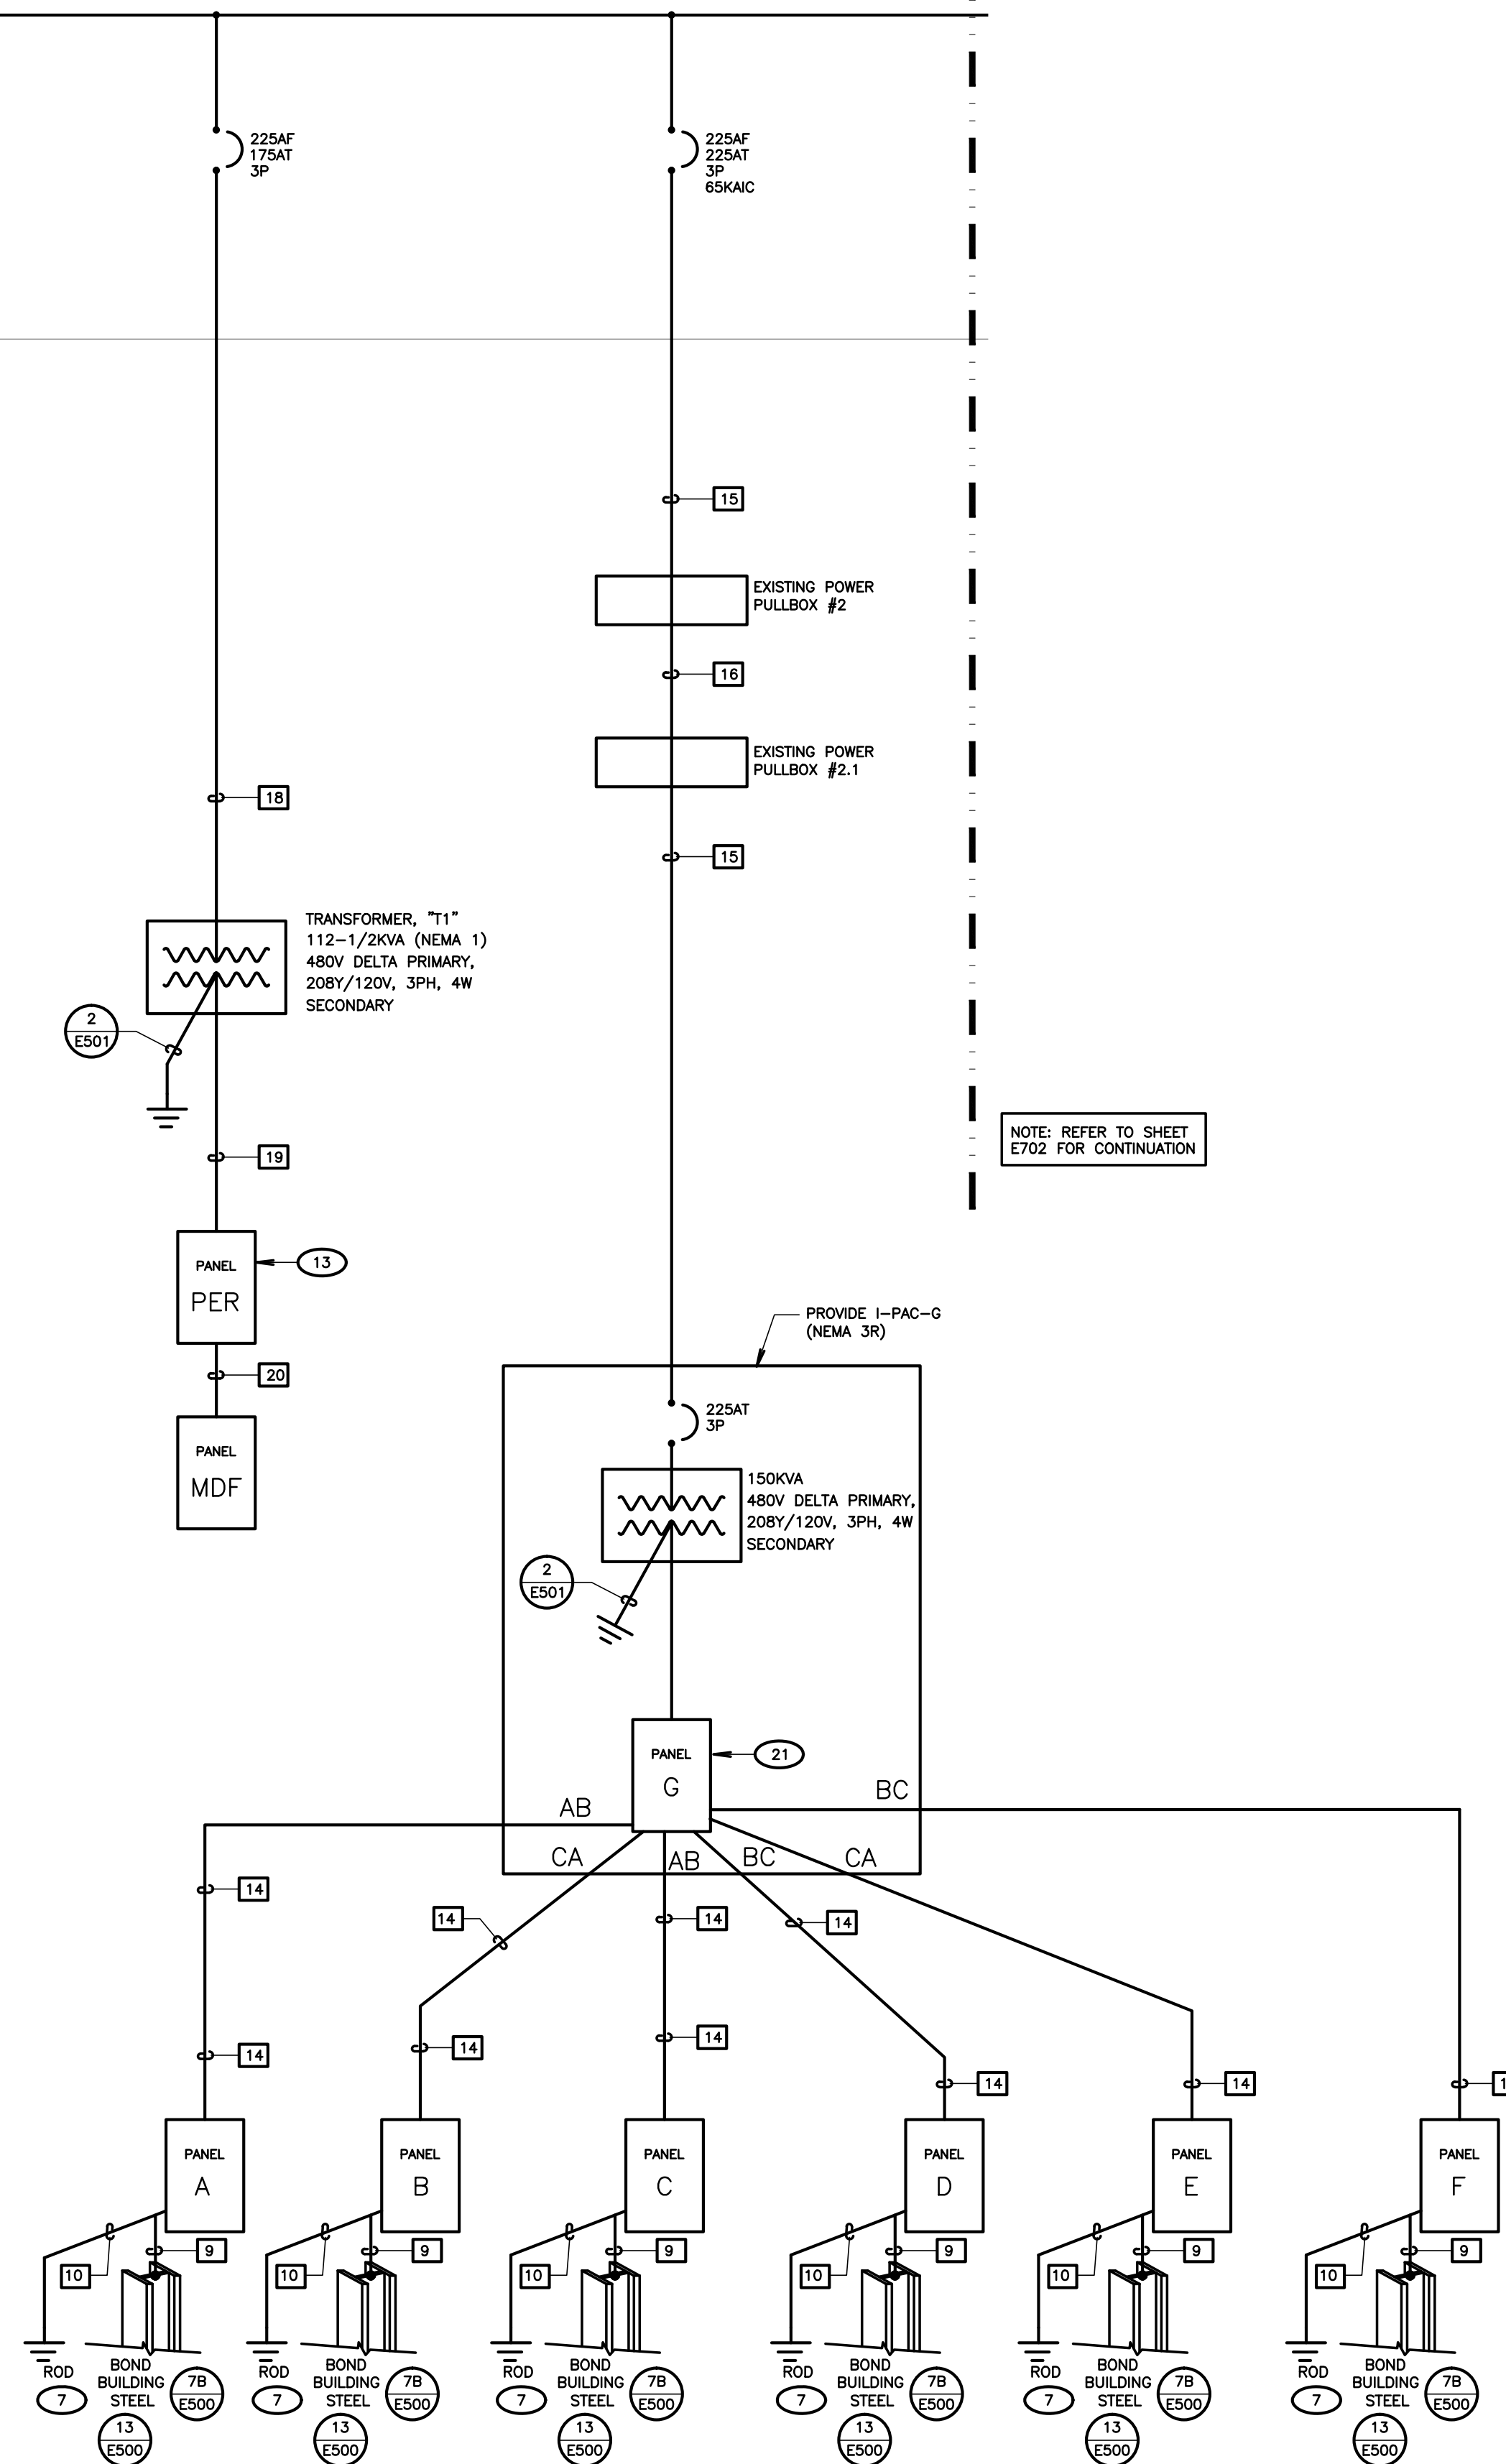 225AF
175AT
3P
225AF
225AT
3P
65KAIC
15
EXISTING POWER
PULLBOX #2
16
EXISTING POWER
PULLBOX #2.1
18
15
TRANSFORMER, "T1"
112-1/2KVA (NEMA 1)
480V DELTA PRIMARY,
208Y/120V, 3PH, 4W
SECONDARY
2
E501
NOTE: REFER TO SHEET
E702 FOR CONTINUATION
19
PANEL
PER
13
PROVIDE I-PAC-G
(NEMA 3R)
20
PANEL
MDF
225AT
3P
150KVA
480V DELTA PRIMARY,
208Y/120V, 3PH, 4W
SECONDARY
2
E501
PANEL
G
21
AB
BC
CA
AB
BC
CA
14
14
14
14
14
14
14
14
14
PANEL
A
PANEL
B
PANEL
C
PANEL
D
PANEL
E
PANEL
F
10
9
10
9
10
9
10
9
10
9
10
9
ROD
7
BOND
BUILDING
STEEL
7B
E500
13
E500
ROD
7
BOND
BUILDING
STEEL
7B
E500
13
E500
ROD
7
BOND
BUILDING
STEEL
7B
E500
13
E500
ROD
7
BOND
BUILDING
STEEL
7B
E500
13
E500
ROD
7
BOND
BUILDING
STEEL
7B
E500
13
E500
ROD
7
BOND
BUILDING
STEEL
7B
E500
13
E500